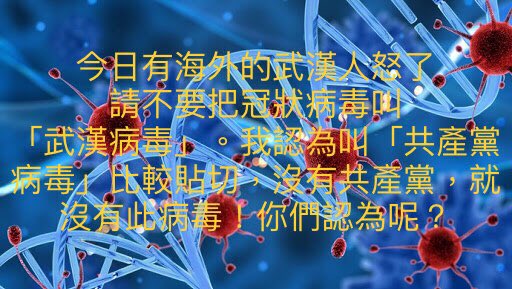 今日有海外的武漢人怒了
請不要把冠狀病毒叫
「武漢病毒」。我認為叫「共產黨
病毒」比較貼切，沒有共產黨，就
沒有此病毒，你們認為呢？